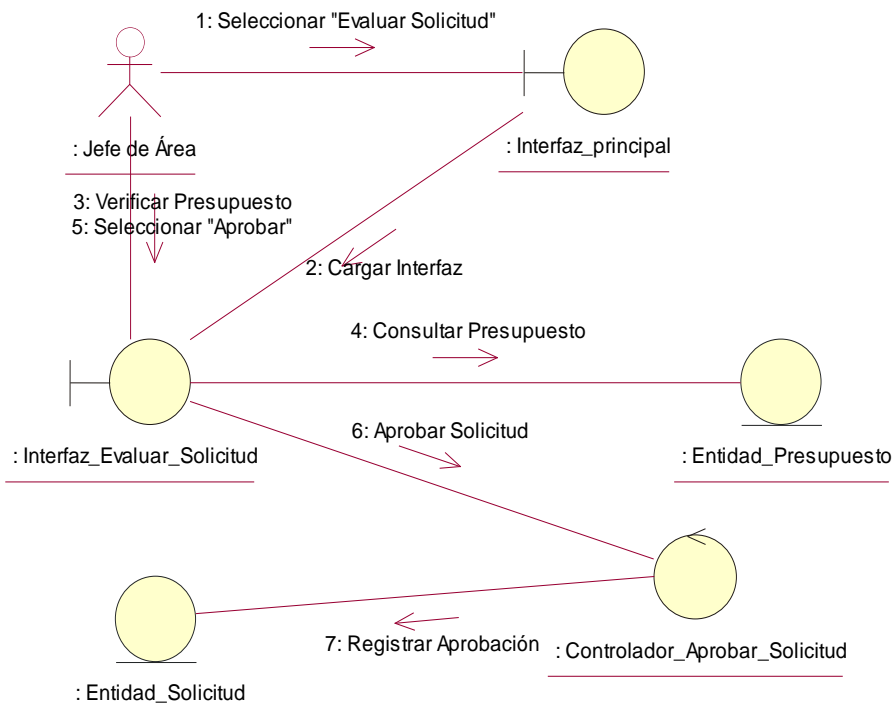 1: Seleccionar "Evaluar Solicitud"
: Jefe de Área
: Interfaz_principal
3: Verificar Presupuesto
5: Seleccionar "Aprobar"
2: Cargar Interfaz
4: Consultar Presupuesto
6: Aprobar Solicitud
: Interfaz_Evaluar_Solicitud
: Entidad_Presupuesto
7: Registrar Aprobación
: Controlador_Aprobar_Solicitud
: Entidad_Solicitud